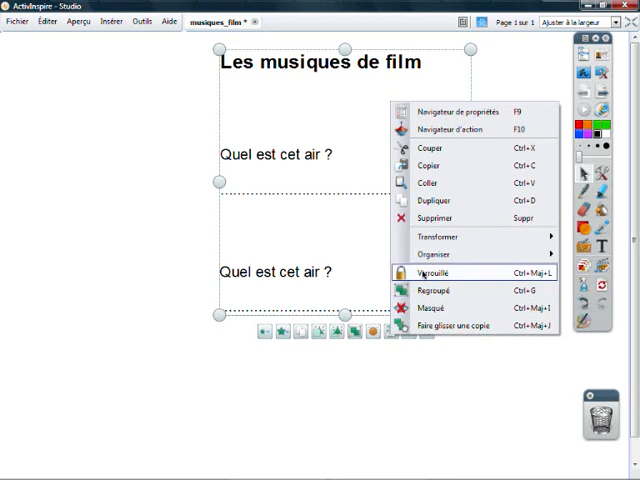 ActivInspire - Studio
Fichier Éditer Aperçu Insérer Outils Aide
musiques_film *
Page 1 sur 1
Ajuster à la largeur
Les musiques de film
Quel est cet air ?
Quel est cet air ?
Navigateur de propriétés F9
Navigateur d'action F10
Couper Ctrl+X
Copier Ctrl+C
Coller Ctrl+V
Dupliquer Ctrl+D
Supprimer Suppr
Transformer
Organiser
Verrouillé Ctrl+Maj+L
Regroupé Ctrl+G
Masqué Ctrl+Maj+I
Faire glisser une copie Ctrl+Maj+J